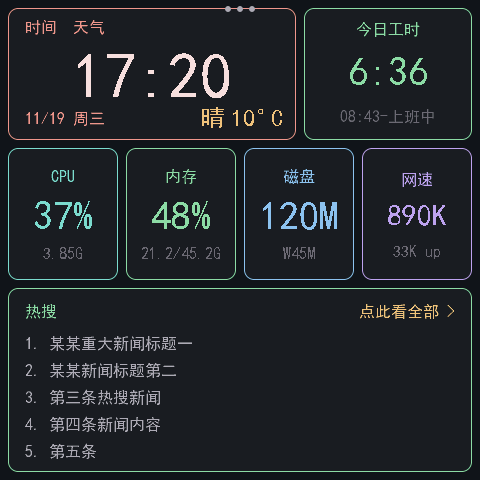 时间 天气
17:20
11/19 周三
晴 10°C
今日工时
6:36
08:43-上班中
CPU
37%
3.85G
内存
48%
21.2/45.2G
磁盘
120M
W45M
网速
890K
33K up
热搜
点此看全部 >
1. 某某重大新闻标题一
2. 某某新闻标题第二
3. 第三条热搜新闻
4. 第四条新闻内容
5. 第五条